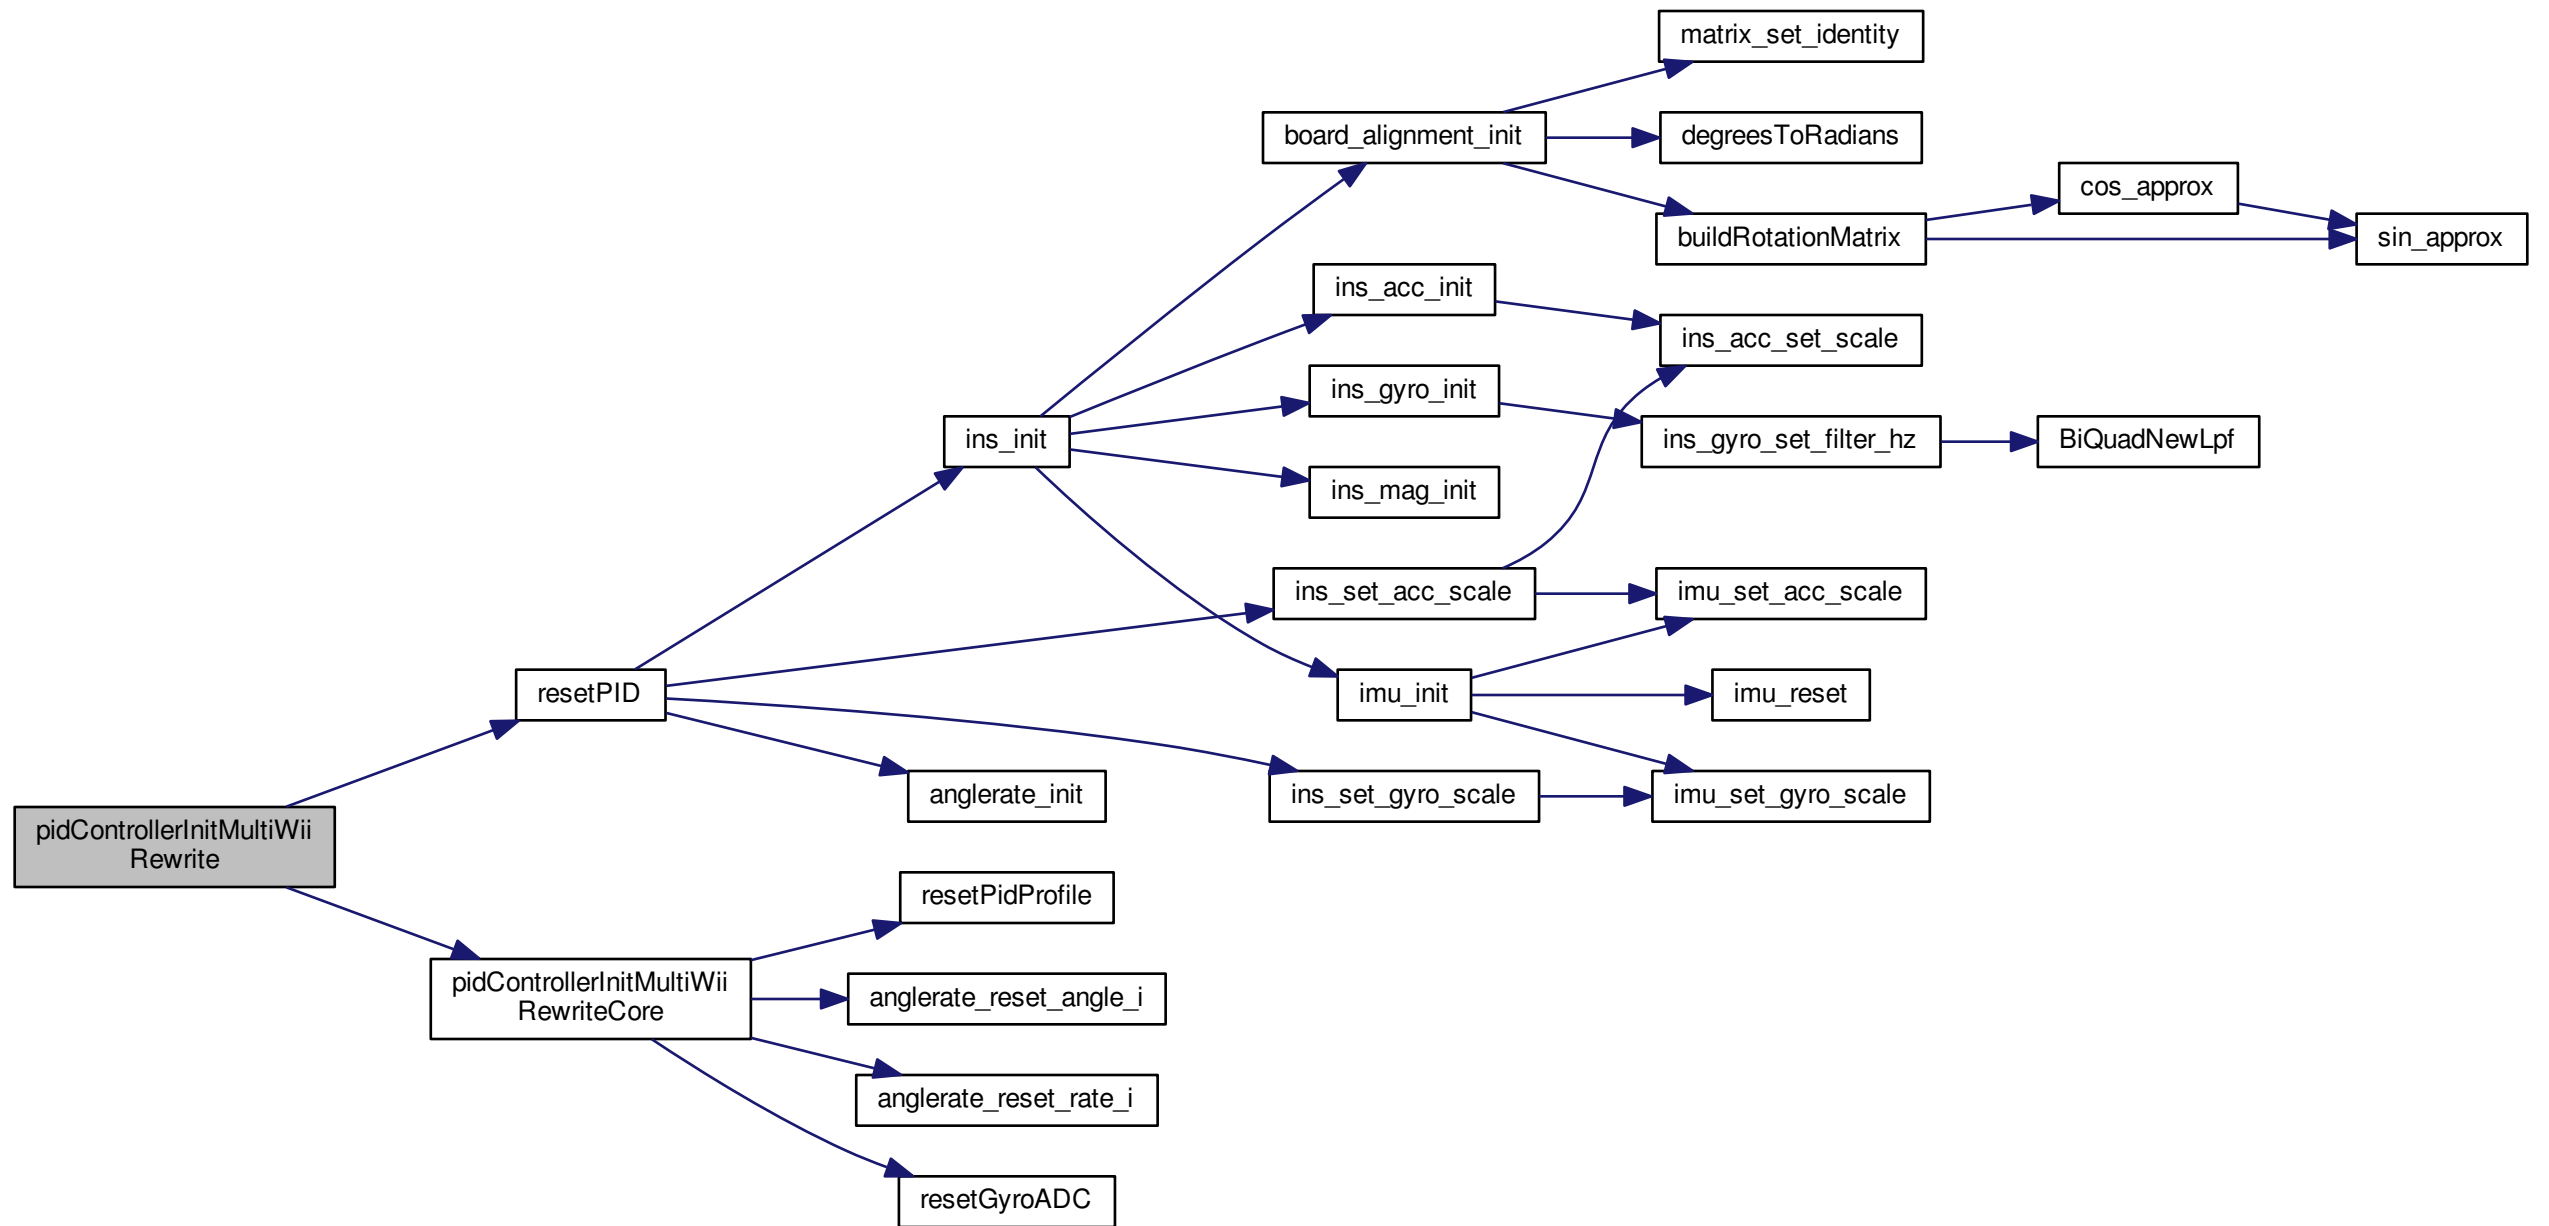 matrix_set_identity
board_alignment_init
degreesToRadians
cos_approx
buildRotationMatrix
sin_approx
ins_acc_init
ins_acc_set_scale
ins_gyro_init
ins_init
ins_gyro_set_filter_hz
BiQuadNewLpf
ins_mag_init
ins_set_acc_scale
imu_set_acc_scale
resetPID
imu_init
imu_reset
anglerate_init
ins_set_gyro_scale
imu_set_gyro_scale
pidControllerInitMultiWii
Rewrite
resetPidProfile
pidControllerInitMultiWii
RewriteCore
anglerate_reset_angle_i
anglerate_reset_rate_i
resetGyroADC